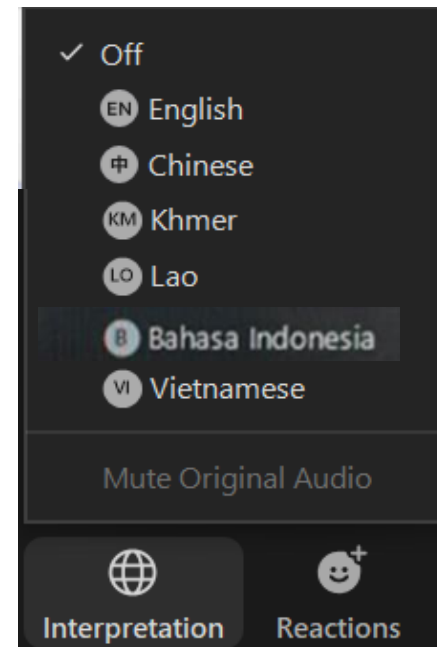 ✓ Off
EN English
中 Chinese
KM Khmer
LO Lao
B Bahasa Indonesia
VI Vietnamese
Mute Original Audio
Interpretation Reactions